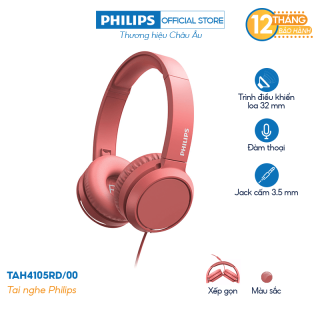 PHILIPS OFFICIAL STORE
Thương hiệu Châu Âu
12 THÁNG
BẢO HÀNH
PHILIPS
Trình điều khiển
loa 32 mm
Đàm thoại
Jack cắm 3.5 mm
TAH4105RD/00
Tai nghe Philips
Xếp gọn
Màu sắc